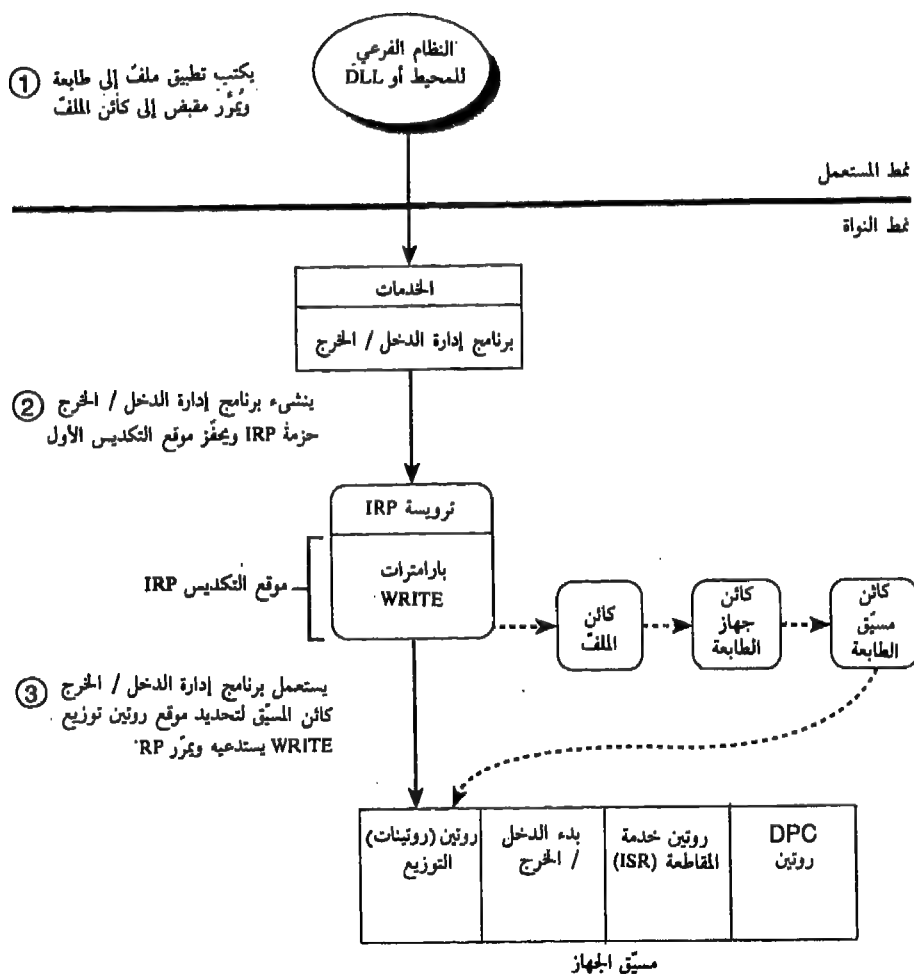 النظام الفرعي
للمحيط أو DLL
① يكتب تطبيق ملفّ إلى طابعة
ويُمرَّر مقبض إلى كائن الملفّ
نمط المستعمل
نمط النواة
الخدمات
برنامج إدارة الدخل / الخرج
② ينشىء برنامج إدارة الدخل / الخرج
حزمة IRP ويحفّز موقع التكديس الأول
ترويسة IRP
موقع التكديس IRP
بارامترات
WRITE
كائن
الملفّ
كائن
جهاز
الطابعة
كائن
مسيّق
الطابعة
③ يستعمل برنامج إدارة الدخل / الخرج
كائن المسيّق لتحديد موقع روتين توزيع
WRITE يستدعيه ويمرّر RP
روتين (روتينات)
التوزيع
بدء الدخل
/ الخرج
روتين خدمة
المقاطعة (ISR)
DPC
روتين
مسيّق الجهاز